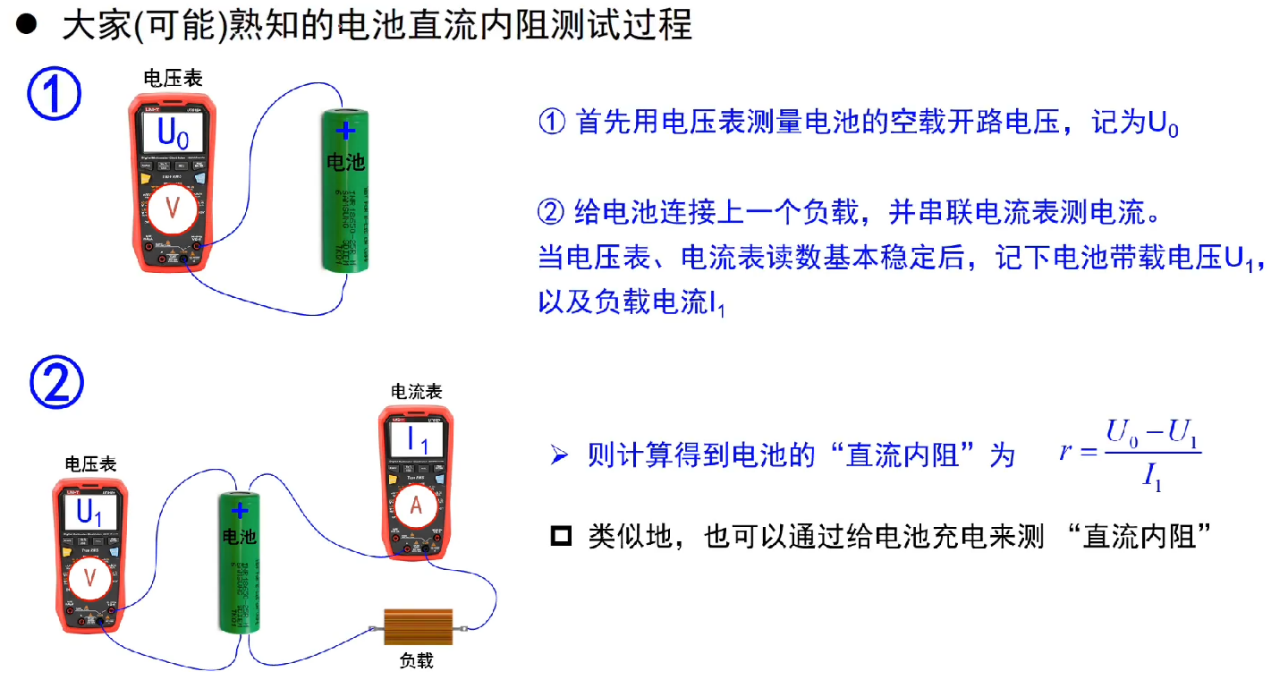 ● 大家(可能)熟知的电池直流内阻测试过程
①
电压表
U₀
V
+
电池
① 首先用电压表测量电池的空载开路电压，记为U₀
② 给电池连接上一个负载，并串联电流表测电流。
当电压表、电流表读数基本稳定后，记下电池带载电压U₁，
以及负载电流I₁
②
电压表
U₁
V
+
电池
电流表
I₁
A
负载
➢ 则计算得到电池的“直流内阻”为 r = (U₀ − U₁) / I₁
❑ 类似地，也可以通过给电池充电来测 “直流内阻”